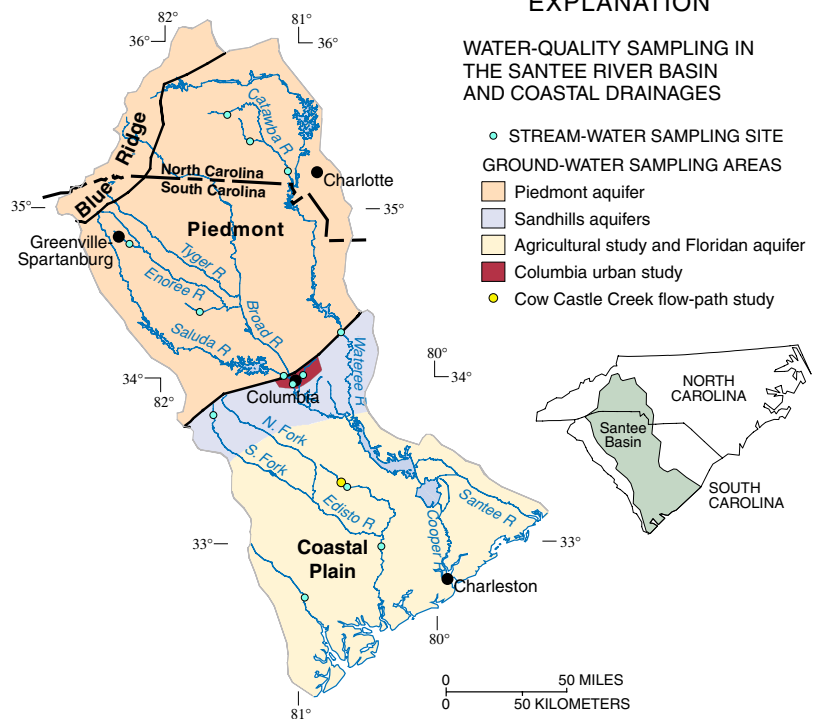 EXPLANATION
WATER-QUALITY SAMPLING IN
THE SANTEE RIVER BASIN
AND COASTAL DRAINAGES
STREAM-WATER SAMPLING SITE
GROUND-WATER SAMPLING AREAS
Piedmont aquifer
Sandhills aquifers
Agricultural study and Floridan aquifer
Columbia urban study
Cow Castle Creek flow-path study
82°
81°
36°
36°
Catawba R
Blue Ridge
North Carolina
South Carolina
Charlotte
35°
35°
Piedmont
Greenville-
Spartanburg
Tyger R
Enoree R
Broad R
Saluda R
Wateree R
34°
82°
80°
34°
Columbia
N. Fork
S. Fork
Edisto R
Santee R
Cooper R
33°
33°
Coastal
Plain
Charleston
80°
81°
NORTH
CAROLINA
Santee
Basin
SOUTH
CAROLINA
0 50 MILES
0 50 KILOMETERS